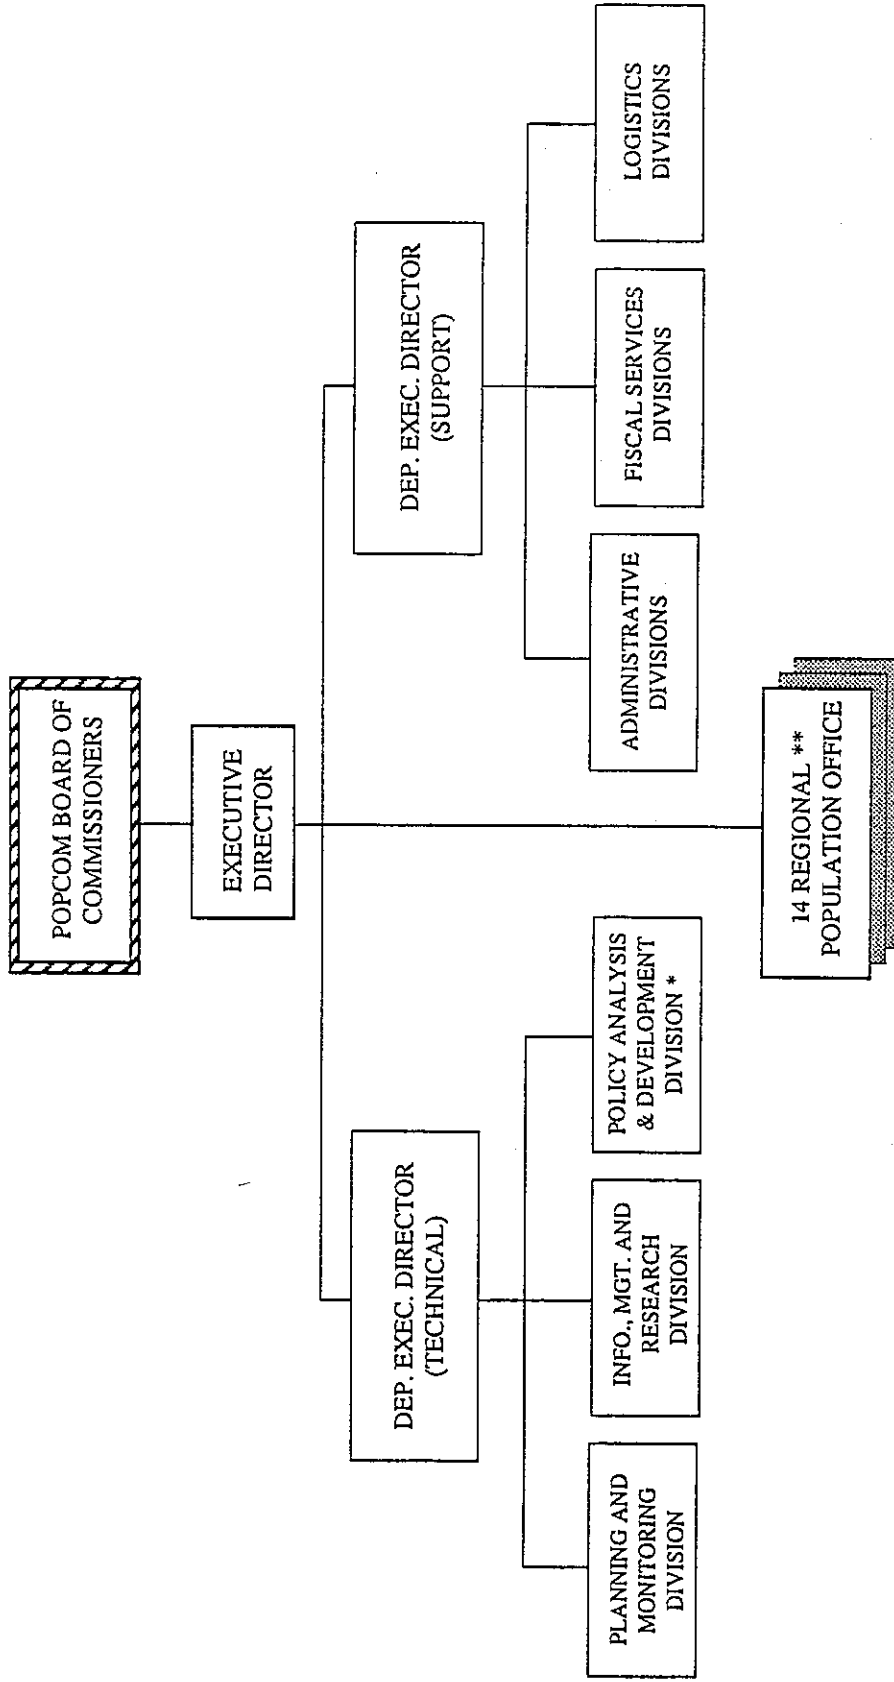 POPCOM BOARD OF
COMMISSIONERS
EXECUTIVE
DIRECTOR
DEP. EXEC. DIRECTOR
(TECHNICAL)
DEP. EXEC. DIRECTOR
(SUPPORT)
PLANNING AND
MONITORING
DIVISION
INFO., MGT. AND
RESEARCH
DIVISION
POLICY ANALYSIS
& DEVELOPMENT
DIVISION *
ADMINISTRATIVE
DIVISIONS
FISCAL SERVICES
DIVISIONS
LOGISTICS
DIVISIONS
14 REGIONAL **
POPULATION OFFICE